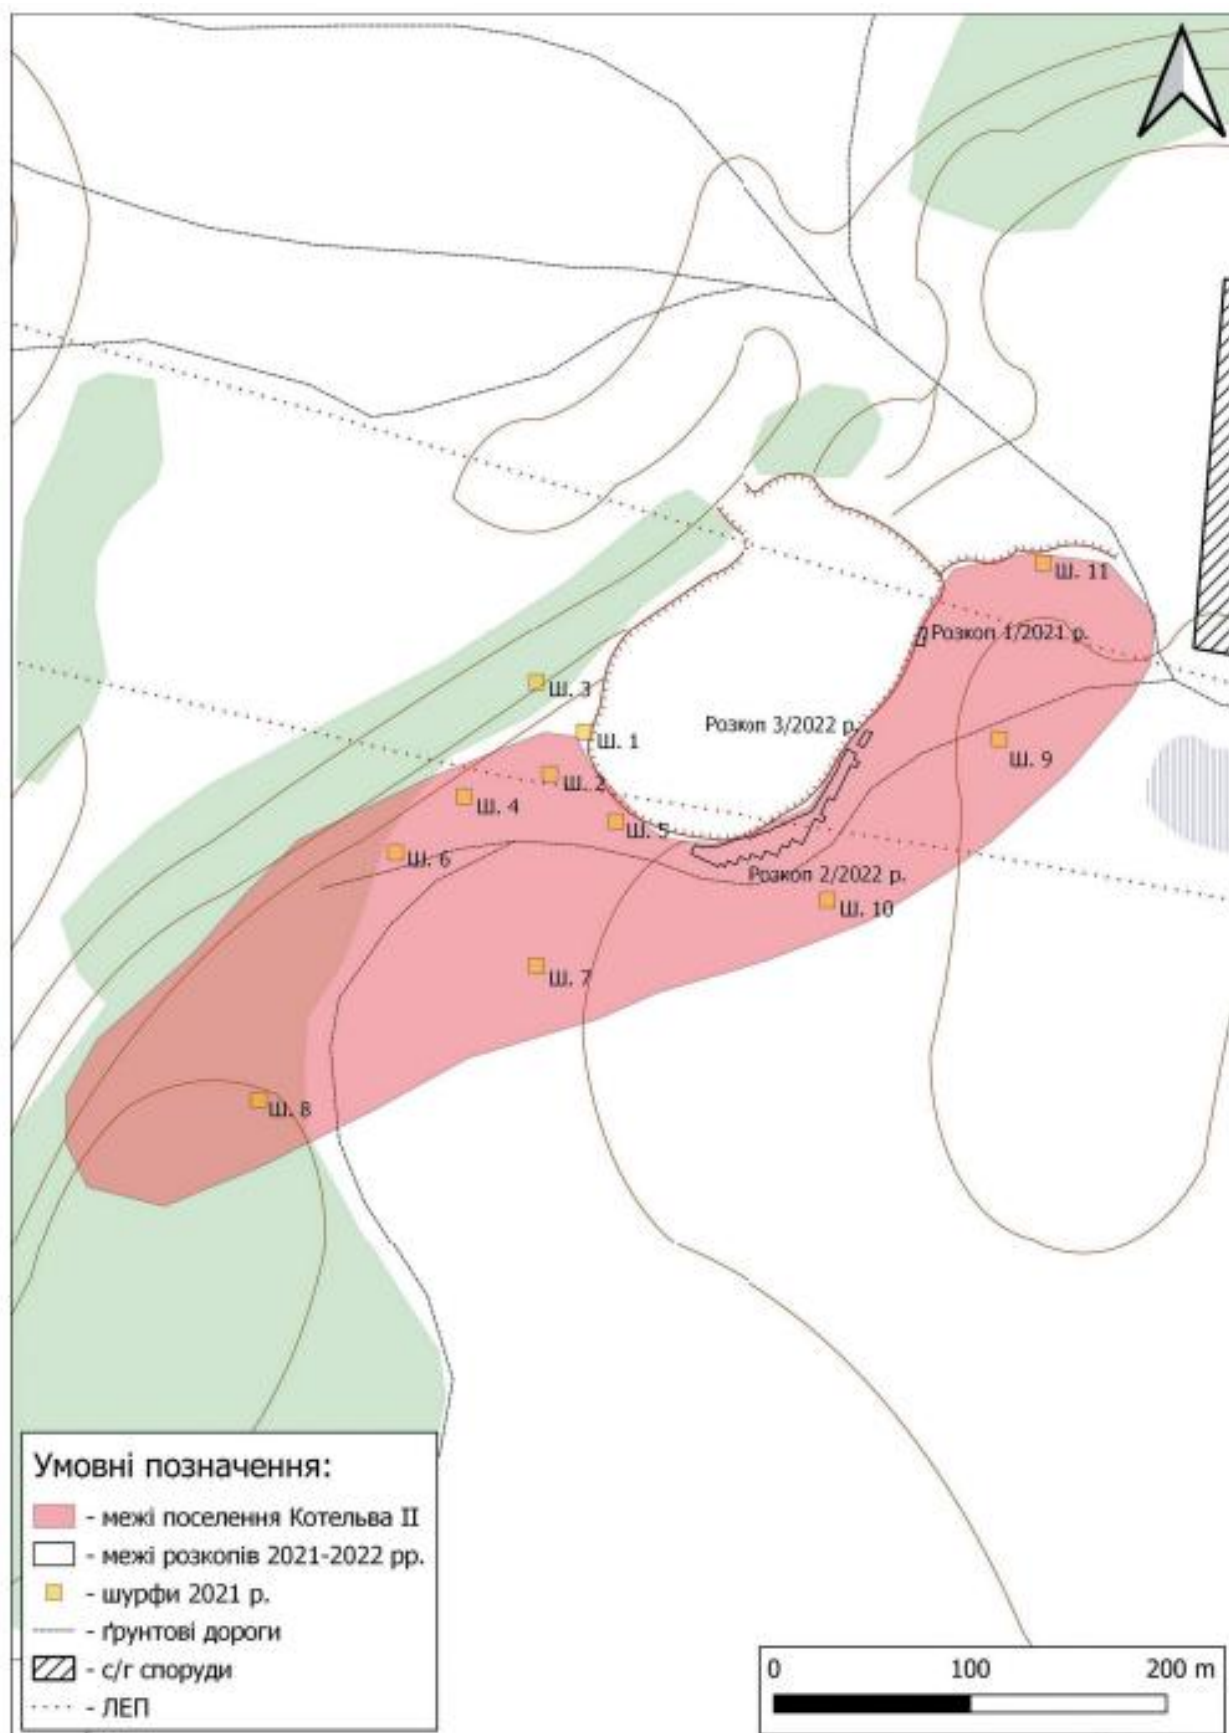 Ш. 11
Розкоп 1/2021 р.
Ш. 3
Розкоп 3/2022 р.
Ш. 1
Ш. 9
Ш. 2
Ш. 4
Ш. 5
Ш. 6
Розкоп 2/2022 р.
Ш. 10
Ш. 7
Ш. 8
Умовні позначення:
- межі поселення Котельва II
- межі розкопів 2021-2022 рр.
- шурфи 2021 р.
- ґрунтові дороги
- с/г споруди
- ЛЕП
0 100 200 m